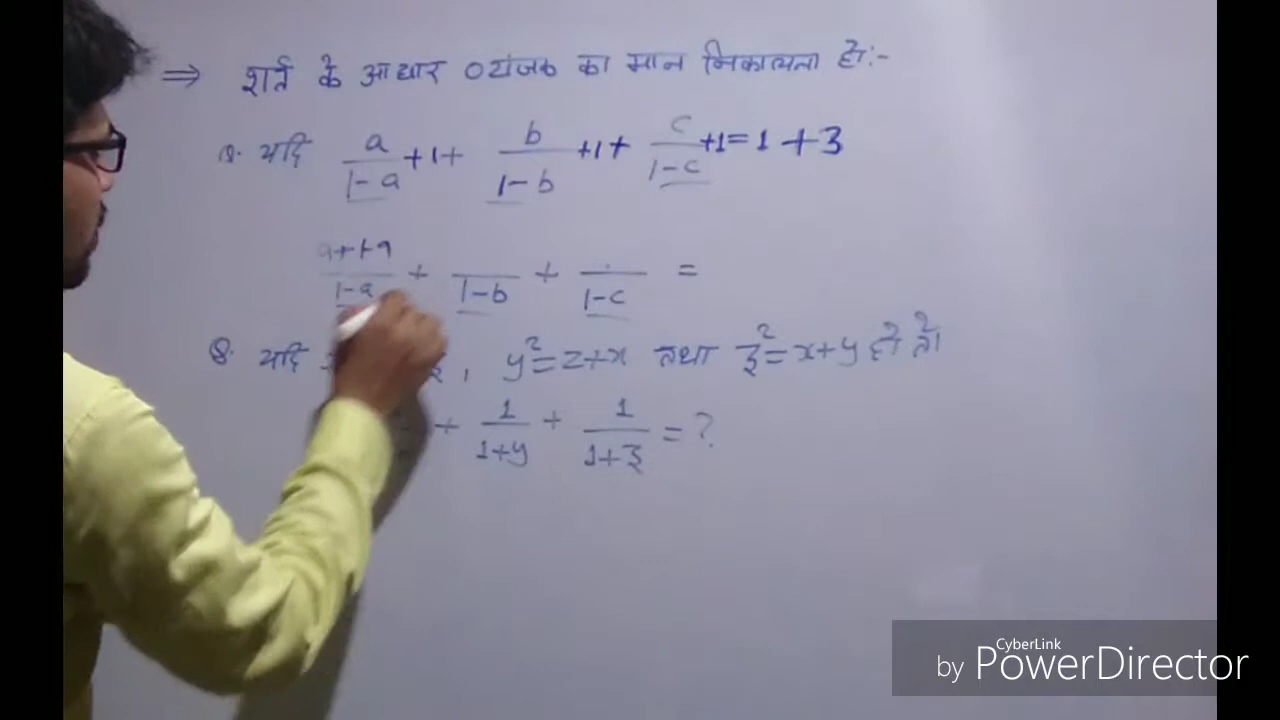 ⇒ शर्त के आधार व्यंजक का मान निकालना हो:-
Q. यदि a/1-a +1+ b/1-b +1+ c/1-c +1=1+3
a+1-a/1-a + /1-b + /1-c =
Q. यदि , y²=z+x तथा z²=x+y हो तो
+ 1/1+y + 1/1+z = ?
CyberLink
by PowerDirector